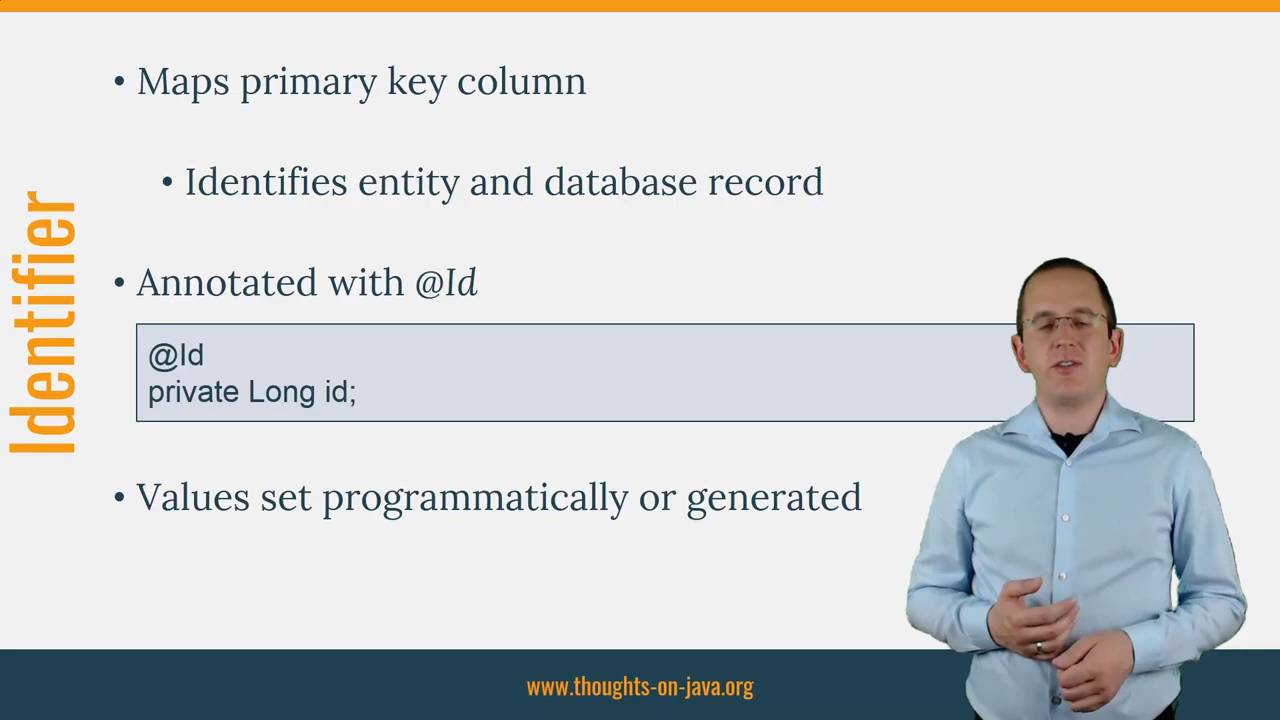 Identifier
• Maps primary key column
• Identifies entity and database record
• Annotated with @Id
@Id
private Long id;
• Values set programmatically or generated
www.thoughts-on-java.org